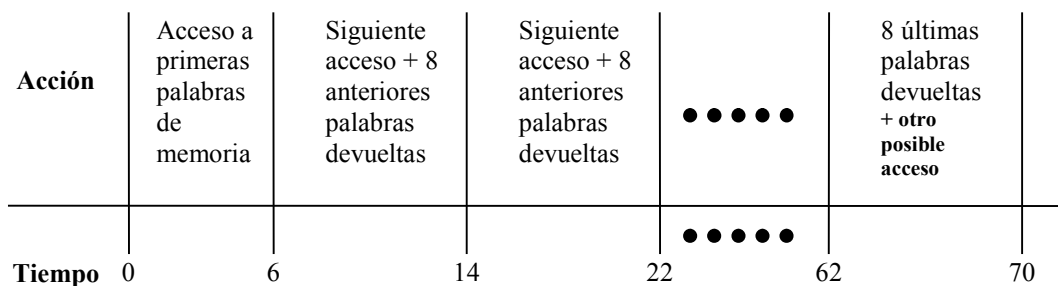 Acción
Acceso a
primeras
palabras
de
memoria
Siguiente
acceso + 8
anteriores
palabras
devueltas
Siguiente
acceso + 8
anteriores
palabras
devueltas
8 últimas
palabras
devueltas
+ otro
posible
acceso
Tiempo 0 6 14 22 62 70